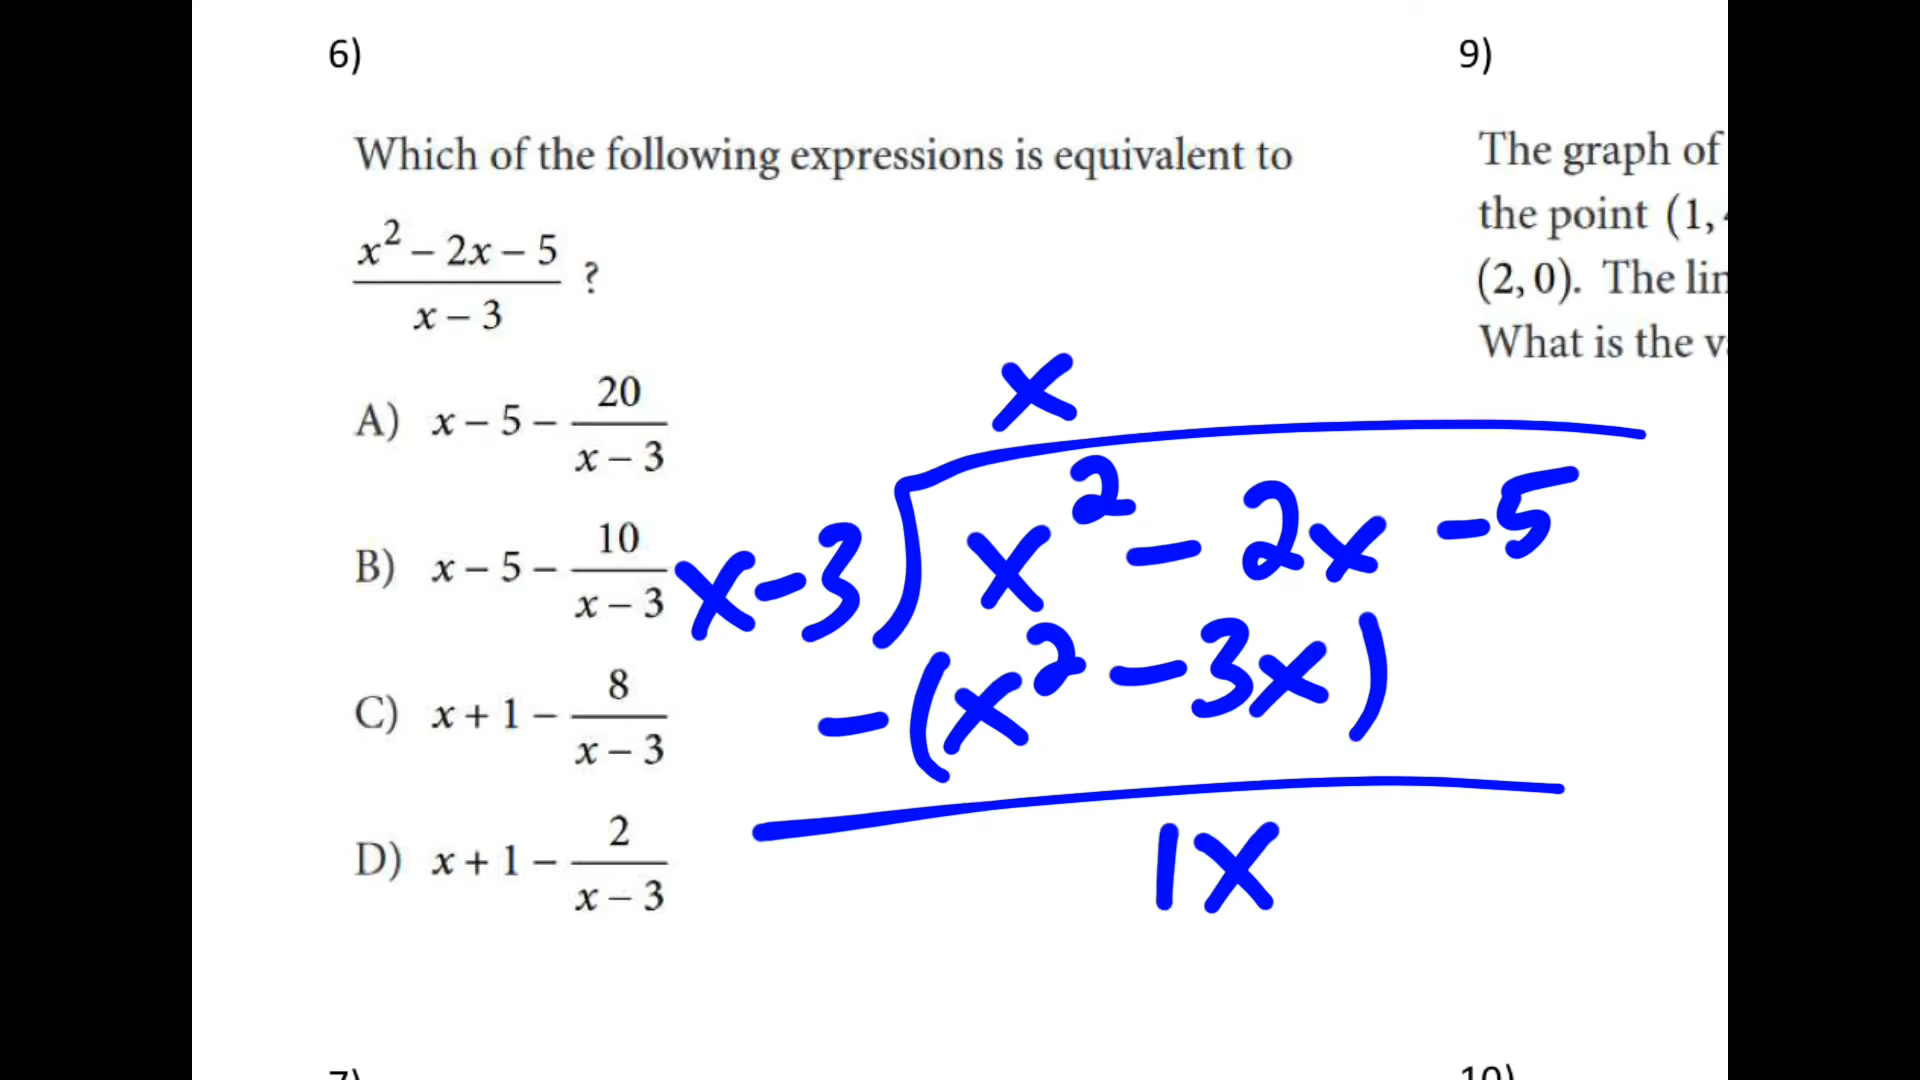 6)
Which of the following expressions is equivalent to
x² – 2x – 5
x – 3
?
A) x – 5 – 20
x – 3
B) x – 5 – 10
x – 3
C) x + 1 – 8
x – 3
D) x + 1 – 2
x – 3
x
x-3 x² - 2x - 5
-(x² - 3x)
1x
9)
The graph of
the point (1,
(2, 0). The
What is the